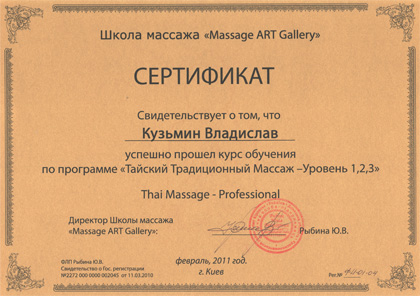 Школа массажа «Massage ART Gallery»
СЕРТИФИКАТ
Свидетельствует о том, что
Кузьмин Владислав
успешно прошел курс обучения
по программе «Тайский Традиционный Массаж –Уровень 1,2,3»
Thai Massage - Professional
Директор Школы массажа
«Massage ART Gallery»:
Рыбина Ю.В.
февраль, 2011 год.
г. Киев
ФЛП Рыбина Ю.В.
Свидетельство о Гос. регистрации
№2272 000 0000 002045 от 11.03.2010
Рег.№